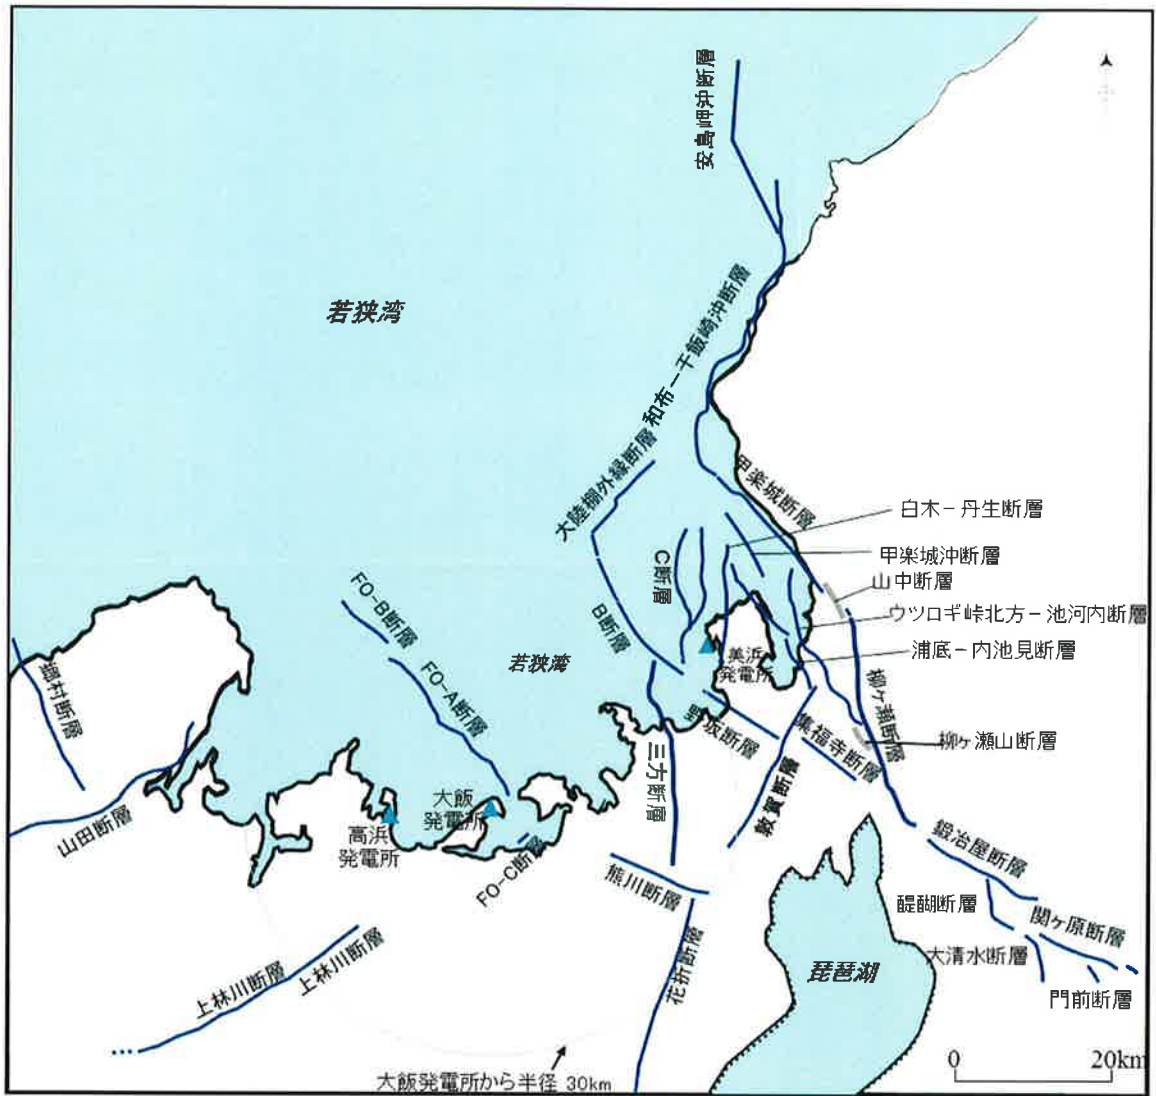 安島岬沖断層
若狭湾
和布－干飯崎沖断層
大陸棚外縁断層
甲楽城断層
白木－丹生断層
甲楽城沖断層
山中断層
ウツロギ峠北方－池河内断層
浦底－内池見断層
C断層
B断層
FO-B断層
FO-A断層
若狭湾
美浜
発電所
郷村断層
柳ヶ瀬断層
柳ヶ瀬山断層
野坂断層
集福寺断層
三方断層
敦賀断層
大飯
発電所
高浜
発電所
山田断層
FO-C断層
熊川断層
鍛冶屋断層
醍醐断層
関ヶ原断層
大清水断層
門前断層
琵琶湖
花折断層
上林川断層
上林川断層
大飯発電所から半径 30km
0
20km